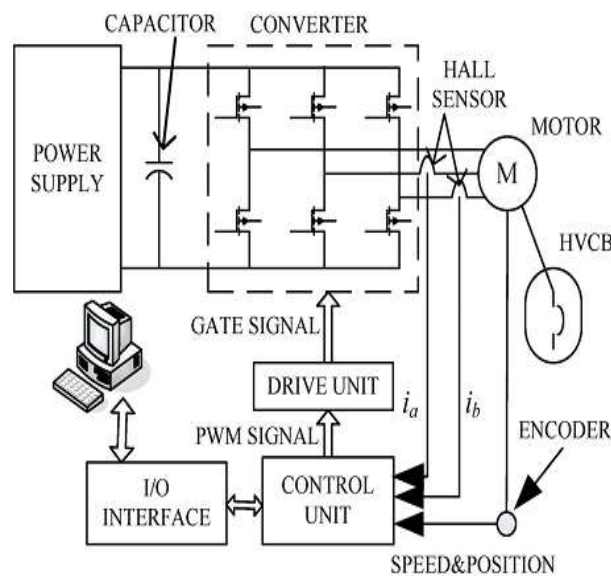 CAPACITOR
CONVERTER
HALL
SENSOR
MOTOR
POWER
SUPPLY
M
HVCB
GATE SIGNAL
DRIVE UNIT
i_a
i_b
PWM SIGNAL
ENCODER
I/O
INTERFACE
CONTROL
UNIT
SPEED&POSITION